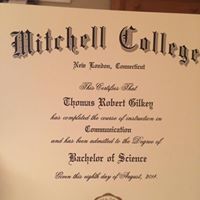 Mitchell College
New London, Connecticut
This Certifies That
Thomas Robert Gilkey
has completed the course of instruction in
Communication
and has been admitted to the Degree of
Bachelor of Science
Given this eighth day of August, 2014